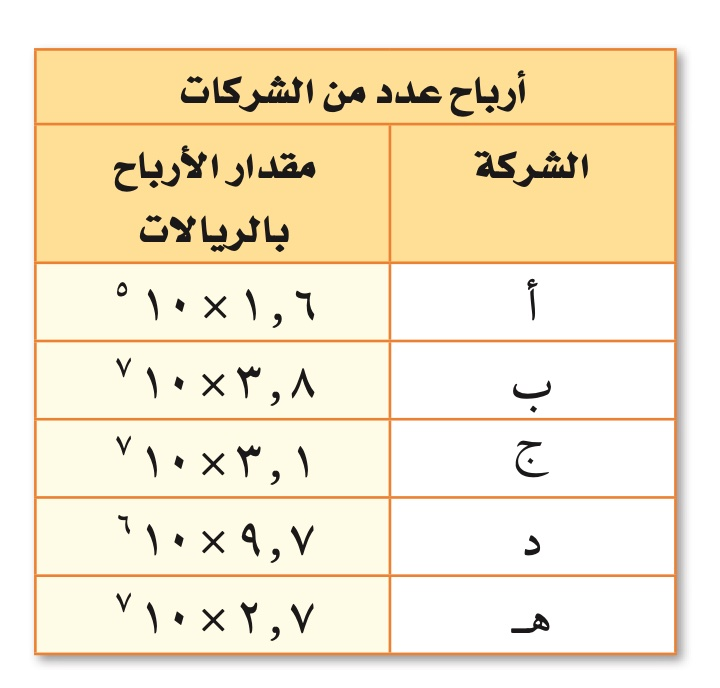 أرباح عدد من الشركات
الشركة
مقدار الأرباح
بالريالات
أ ١,٦ × ١٠ ٥
ب ٣,٨ × ١٠ ٧
ج ٣,١ × ١٠ ٧
د ٩,٧ × ١٠ ٦
هـ ٢,٧ × ١٠ ٧